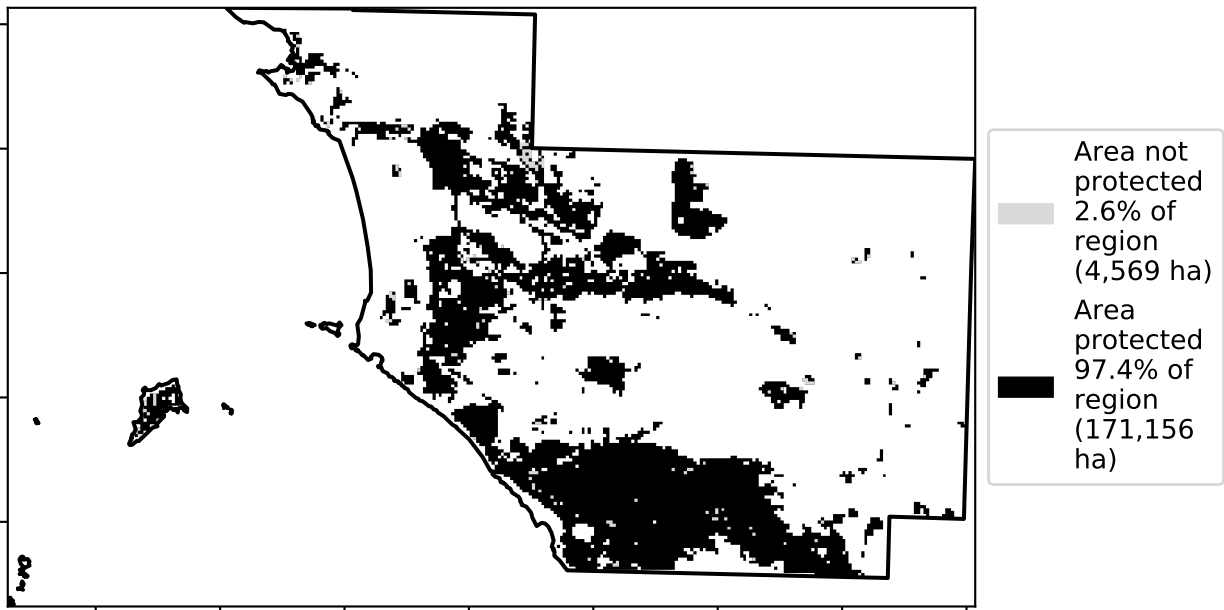 Area not
protected
2.6% of
region
(4,569 ha)
Area
protected
97.4% of
region
(171,156
ha)